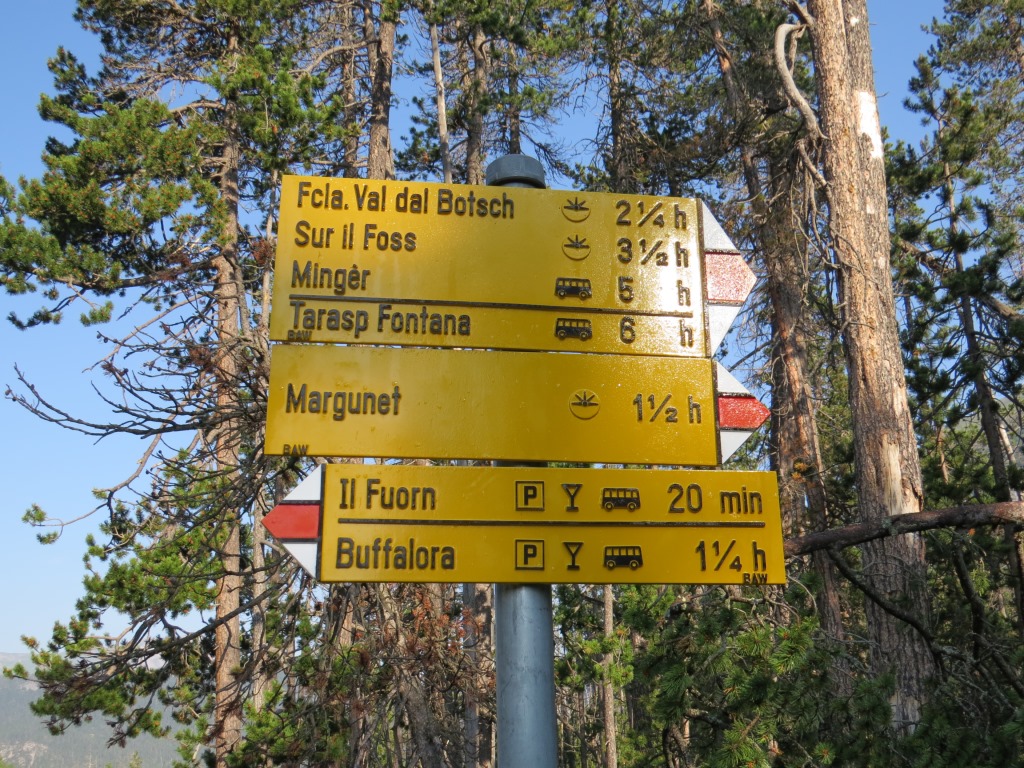 Fcla. Val dal Botsch 2¼ h
Sur il Foss 3½ h
Mingèr 5 h
Tarasp Fontana 6 h
BAW
Margunet 1½ h
BAW
Il Fuorn P 20 min
Buffalora P 1¼ h
BAW